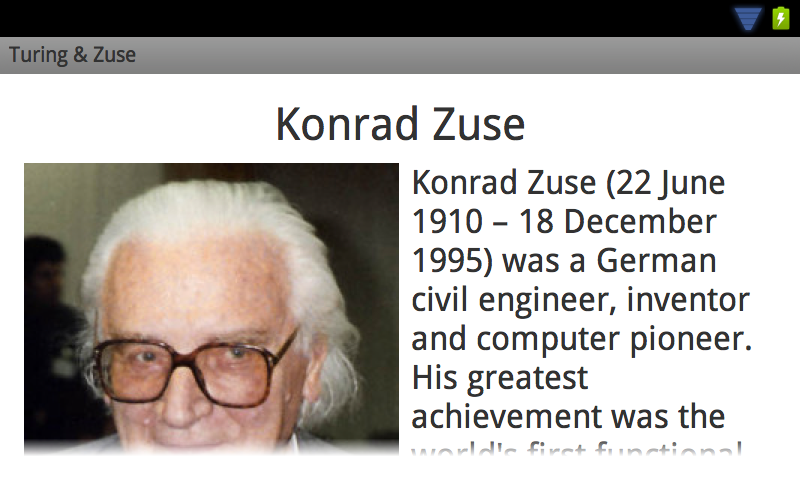 Turing & Zuse
Konrad Zuse
Konrad Zuse (22 June
1910 – 18 December
1995) was a German
civil engineer, inventor
and computer pioneer.
His greatest
achievement was the
world's first functional